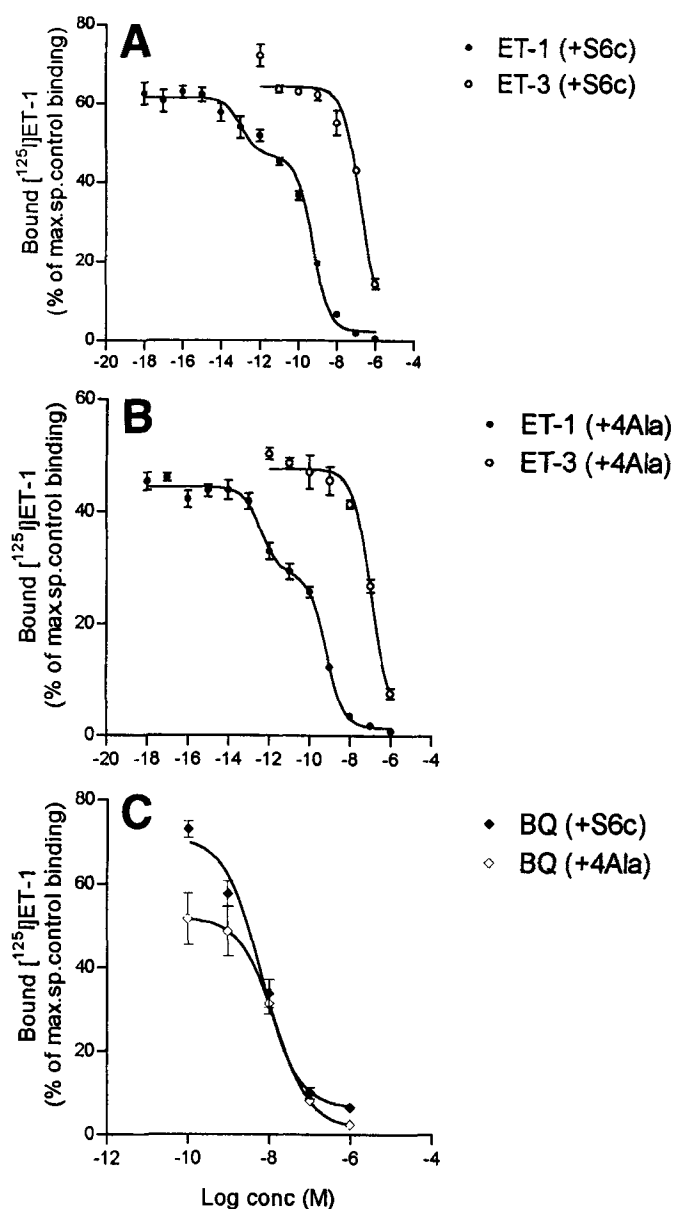 A
Bound [¹²⁵I]ET-1
(% of max.sp.control binding)
80
60
40
20
0
-20 -18 -16 -14 -12 -10 -8 -6 -4
ET-1 (+S6c)
ET-3 (+S6c)
B
Bound [¹²⁵I]ET-1
(% of max.sp.control binding)
60
40
20
0
-20 -18 -16 -14 -12 -10 -8 -6 -4
ET-1 (+4Ala)
ET-3 (+4Ala)
C
Bound [¹²⁵I]ET-1
(% of max.sp.control binding)
80
60
40
20
0
-12 -10 -8 -6 -4
BQ (+S6c)
BQ (+4Ala)
Log conc (M)